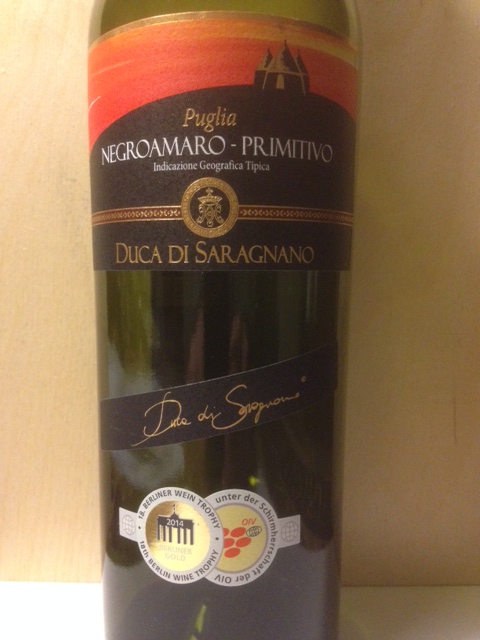 Puglia
NEGROAMARO - PRIMITIVO
Indicazione Geografica Tipica
DUCA DI SARAGNANO
Duca di Saragnano
18. BERLINER WEIN TROPHY
2014
BERLINER
GOLD
18th BERLIN WINE TROPHY
unter der Schirmherrschaft der OIV
OIV